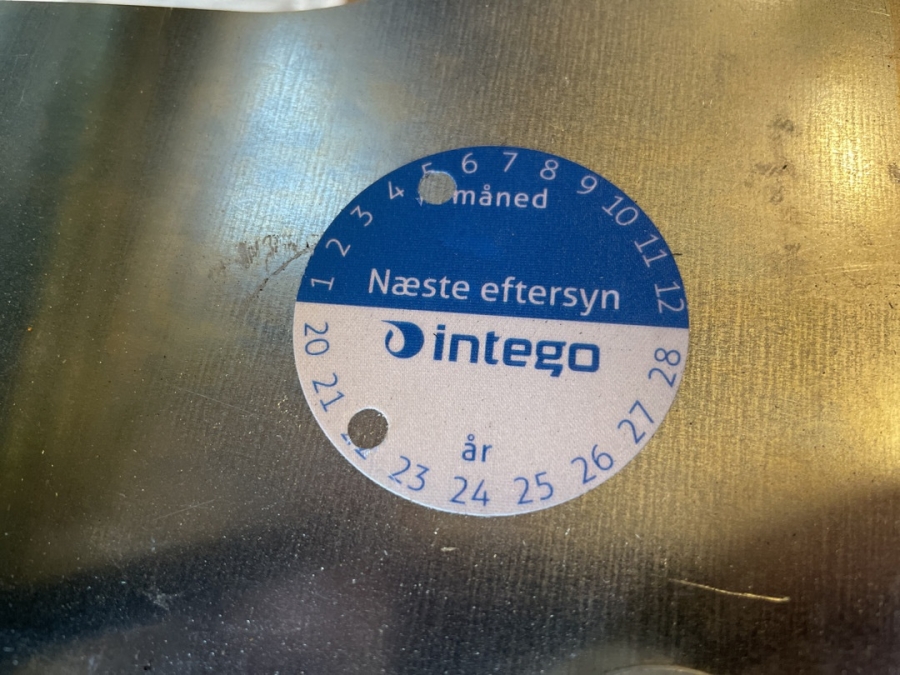 1 2 3 4 5 6 7 8 9 10 11 12
måned
Næste eftersyn
intego
år
20 21 22 23 24 25 26 27 28